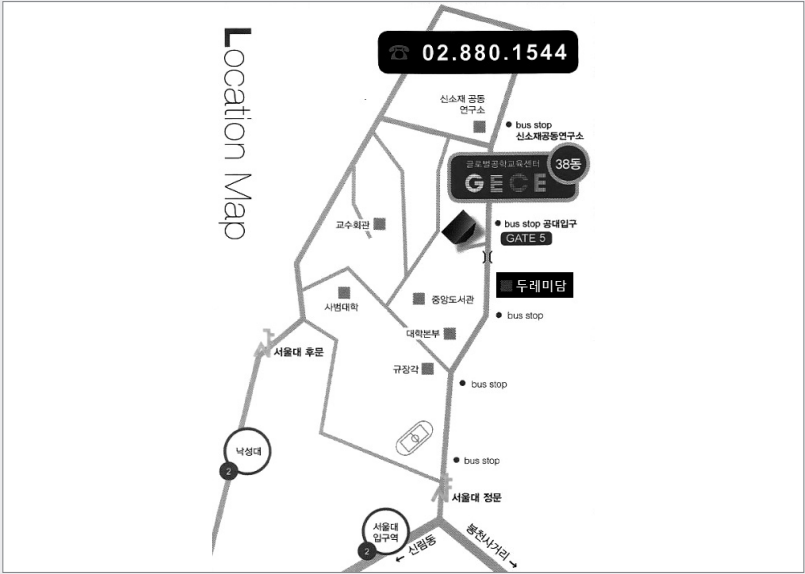 Location Map
☎ 02.880.1544
신소재 공동
연구소
bus stop
신소재공동연구소
글로벌공학교육센터
38동
GECE
교수회관
bus stop 공대입구
GATE 5
두레미담
사범대학
중앙도서관
bus stop
대학본부
서울대 후문
규장각
bus stop
낙성대
2
bus stop
서울대 정문
서울대
입구역
2
← 신림동
봉천사거리 →